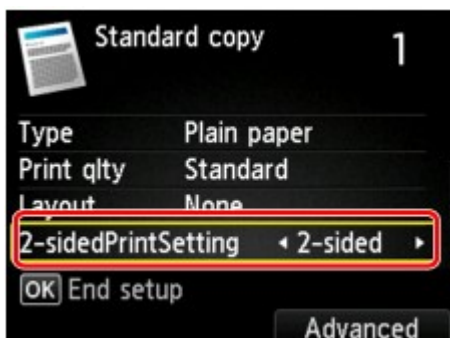 Standard copy 1
Type Plain paper
Print qlty Standard
Layout None
2-sidedPrintSetting 2-sided
OK End setup
Advanced